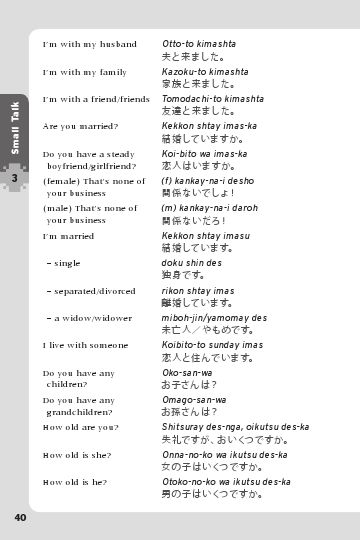 I'm with my husband
Otto-to kimashta
夫と来ました。
I'm with my family
Kazoku-to kimashta
家族と来ました。
I'm with a friend/friends
Tomodachi-to kimashta
友達と来ました。
Are you married?
Kekkon shtay imas-ka
結婚していますか。
Do you have a steady
boyfriend/girlfriend?
Koi-bito wa imas-ka
恋人はいますか。
(female) That's none of
your business
(f) kankay-na-i desho
関係ないでしょ!
(male) That's none of
your business
(m) kankay-na-i daroh
関係ないだろ!
I'm married
Kekkon shtay imasu
結婚しています。
– single
doku shin des
独身です。
– separated/divorced
rikon shtay imas
離婚しています。
– a widow/widower
miboh-jin/yamomay des
未亡人/やもめです。
I live with someone
Koibito-to sunday imas
恋人と住んでいます。
Do you have any
children?
Oko-san-wa
お子さんは?
Do you have any
grandchildren?
Omago-san-wa
お孫さんは?
How old are you?
Shitsuray des-nga, oikutsu des-ka
失礼ですが、おいくつですか。
How old is she?
Onna-no-ko wa ikutsu des-ka
女の子はいくつですか。
How old is he?
Otoko-no-ko wa ikutsu des-ka
男の子はいくつですか。
Small Talk
3
40